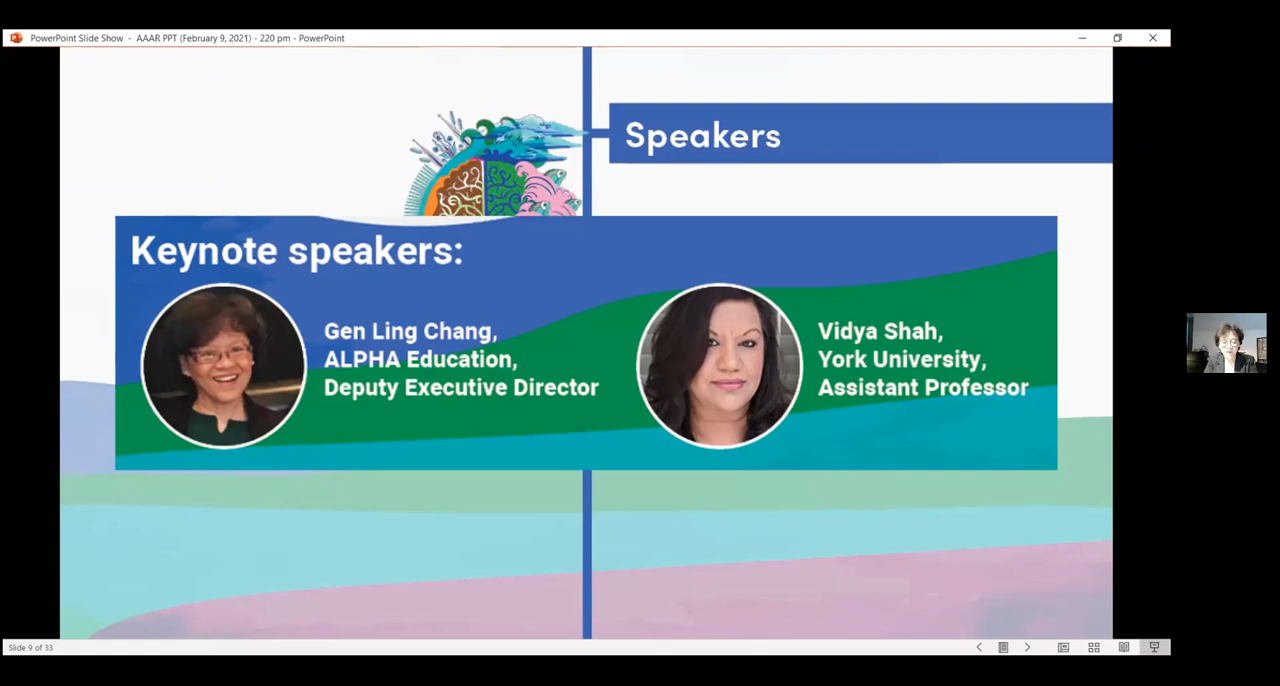 PowerPoint Slide Show - AAAR PPT (February 9, 2021) - 220 pm - PowerPoint
Speakers
Keynote speakers:
Gen Ling Chang,
ALPHA Education,
Deputy Executive Director
Vidya Shah,
York University,
Assistant Professor
Slide 9 of 33